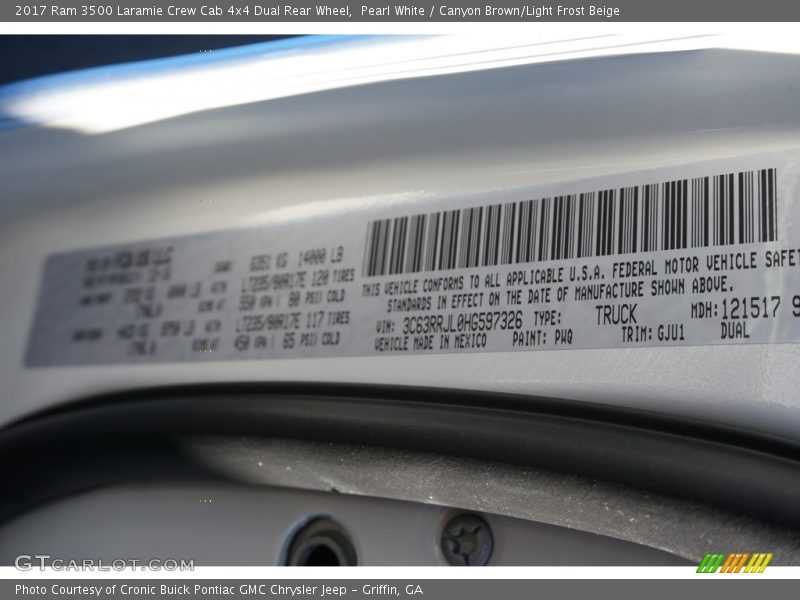 2017 Ram 3500 Laramie Crew Cab 4x4 Dual Rear Wheel,  Pearl White / Canyon Brown/Light Frost Beige
6351 KG 14000 LB
LT235/80R17E 120 TIRES
550 KPA ( 80 PSI) COLD
LT235/80R17E 117 TIRES
450 KPA ( 65 PSI) COLD
THIS VEHICLE CONFORMS TO ALL APPLICABLE U.S.A. FEDERAL MOTOR VEHICLE SAFET
STANDARDS IN EFFECT ON THE DATE OF MANUFACTURE SHOWN ABOVE.
VIN: 3C63RRJL0HG597326 TYPE: TRUCK MDH:121517 9
VEHICLE MADE IN MEXICO PAINT: PWQ TRIM: GJU1 DUAL
GTCARLOT.COM
Photo Courtesy of Cronic Buick Pontiac GMC Chrysler Jeep – Griffin, GA